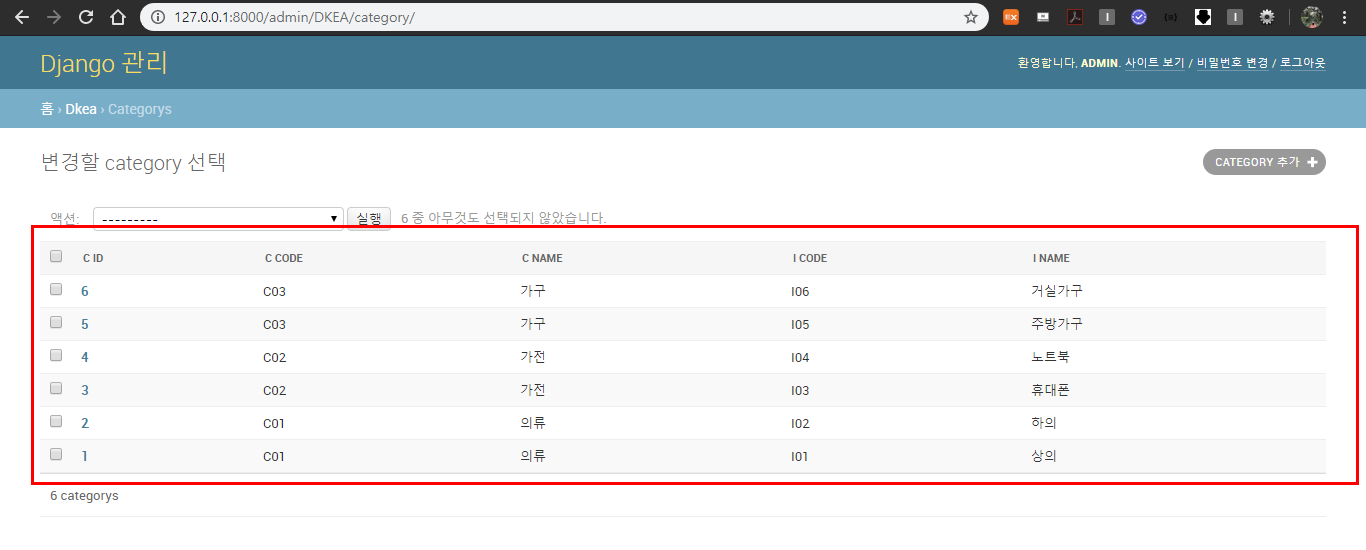 127.0.0.1:8000/admin/DKEA/category/
Django 관리
환영합니다, ADMIN. 사이트 보기 / 비밀번호 변경 / 로그아웃
홈 › Dkea › Categorys
변경할 category 선택
CATEGORY 추가
액션: --------- 실행 6 중 아무것도 선택되지 않았습니다.
C ID C CODE C NAME I CODE I NAME
6 C03 가구 I06 거실가구
5 C03 가구 I05 주방가구
4 C02 가전 I04 노트북
3 C02 가전 I03 휴대폰
2 C01 의류 I02 하의
1 C01 의류 I01 상의
6 categorys